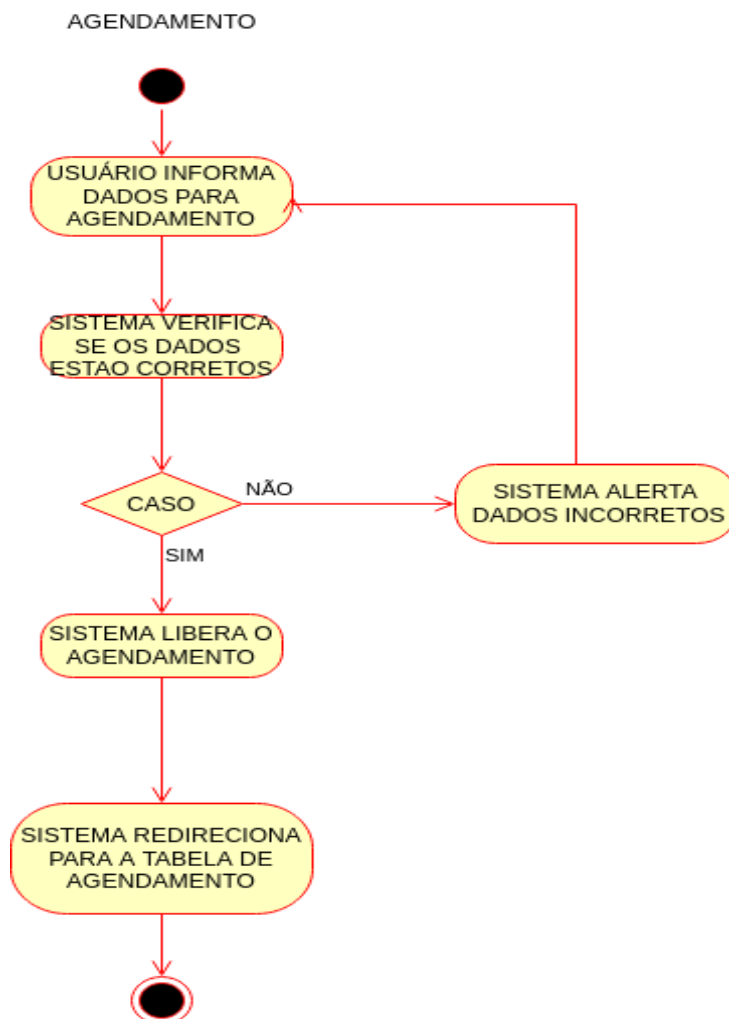 AGENDAMENTO
USUÁRIO INFORMA
DADOS PARA
AGENDAMENTO
SISTEMA VERIFICA
SE OS DADOS
ESTAO CORRETOS
CASO
NÃO
SISTEMA ALERTA
DADOS INCORRETOS
SIM
SISTEMA LIBERA O
AGENDAMENTO
SISTEMA REDIRECIONA
PARA A TABELA DE
AGENDAMENTO